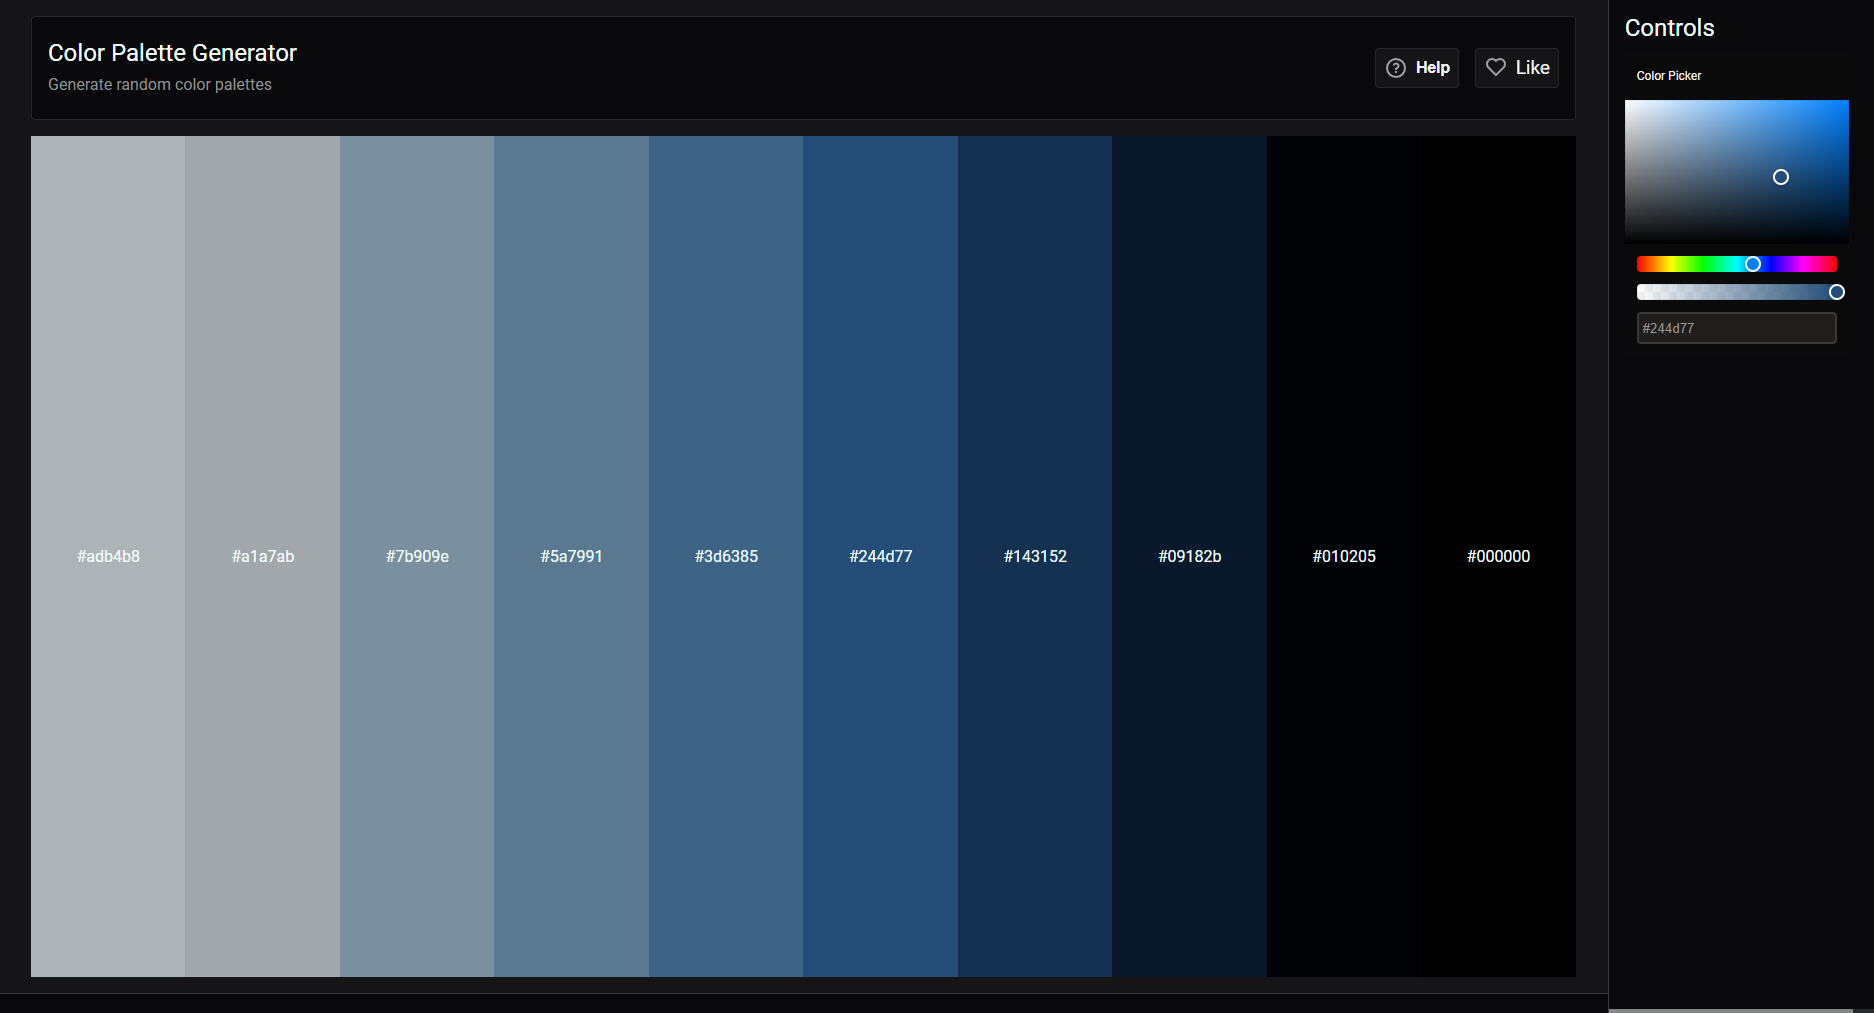 Color Palette Generator
Generate random color palettes
Help
Like
#adb4b8
#a1a7ab
#7b909e
#5a7991
#3d6385
#244d77
#143152
#09182b
#010205
#000000
Controls
Color Picker
#244d77